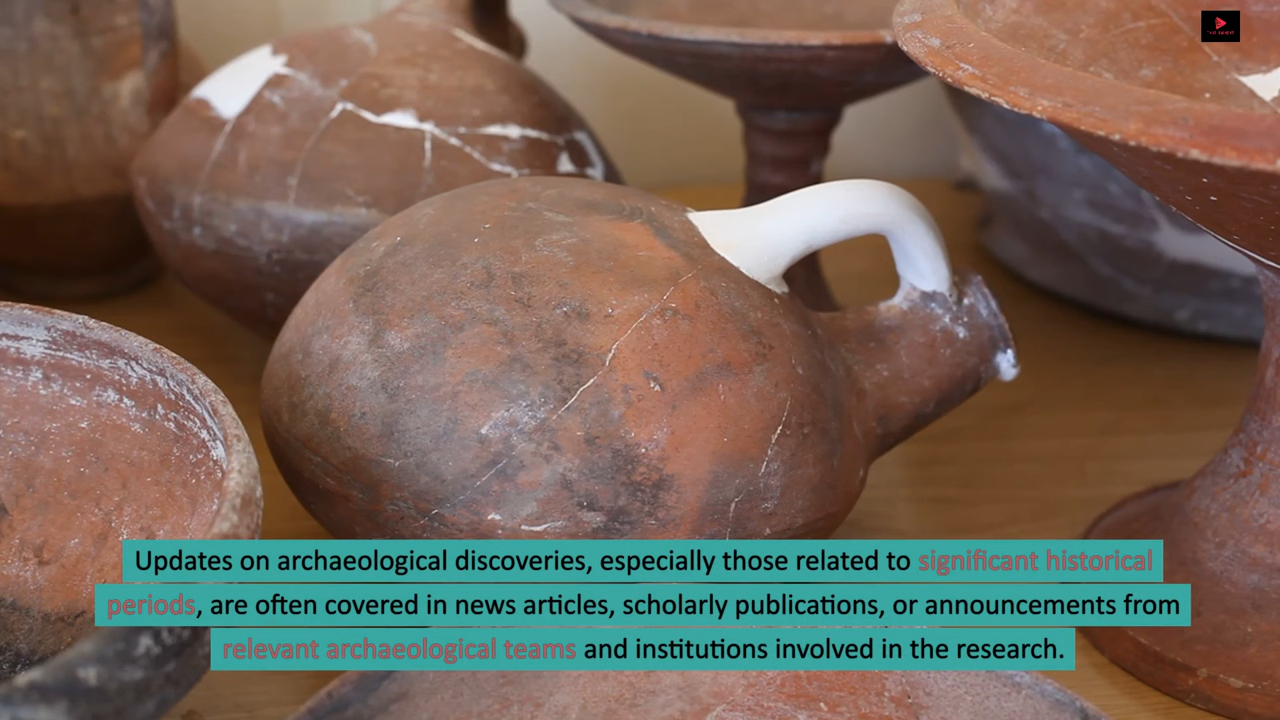 Updates on archaeological discoveries, especially those related to significant historical
periods, are often covered in news articles, scholarly publications, or announcements from
relevant archaeological teams and institutions involved in the research.